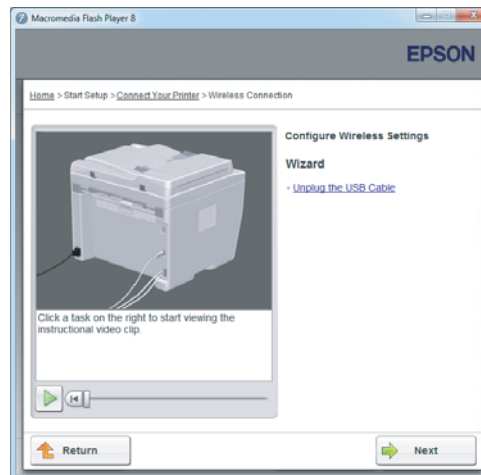 Macromedia Flash Player 8
EPSON
Home > Start Setup > Connect Your Printer > Wireless Connection
Configure Wireless Settings
Wizard
- Unplug the USB Cable
Click a task on the right to start viewing the
instructional video clip.
Return
Next